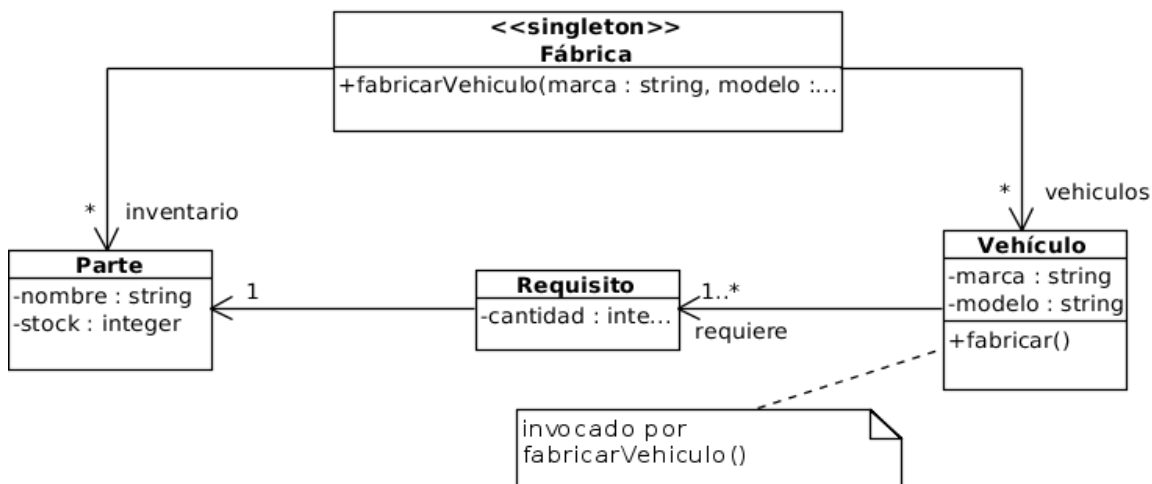 <<singleton>>
Fábrica
+fabricarVehiculo(marca : string, modelo :...
* inventario
* vehiculos
Parte
-nombre : string
-stock : integer
1
Requisito
-cantidad : inte...
1..*
requiere
Vehículo
-marca : string
-modelo : string
+fabricar()
invocado por
fabricarVehiculo()